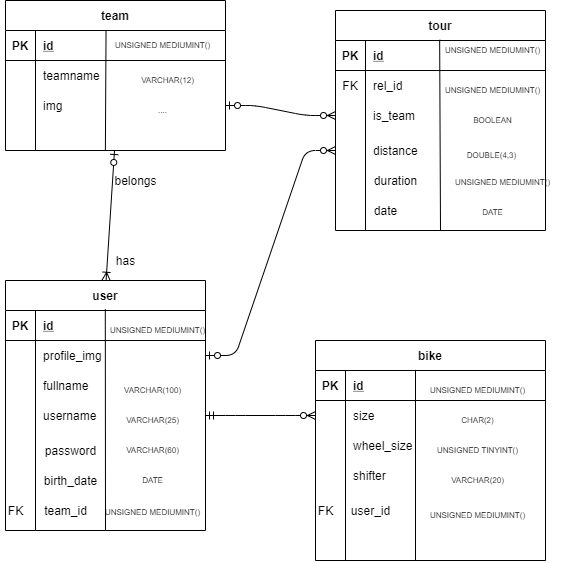 team
PK id UNSIGNED MEDIUMINT()
teamname VARCHAR(12)
img ....
tour
PK id UNSIGNED MEDIUMINT()
FK rel_id UNSIGNED MEDIUMINT()
is_team BOOLEAN
distance DOUBLE(4,3)
duration UNSIGNED MEDIUMINT()
date DATE
belongs
has
user
PK id UNSIGNED MEDIUMINT()
profile_img
fullname VARCHAR(100)
username VARCHAR(25)
password VARCHAR(60)
birth_date DATE
FK team_id UNSIGNED MEDIUMINT()
bike
PK id UNSIGNED MEDIUMINT()
size CHAR(2)
wheel_size UNSIGNED TINYINT()
shifter VARCHAR(20)
FK user_id UNSIGNED MEDIUMINT()